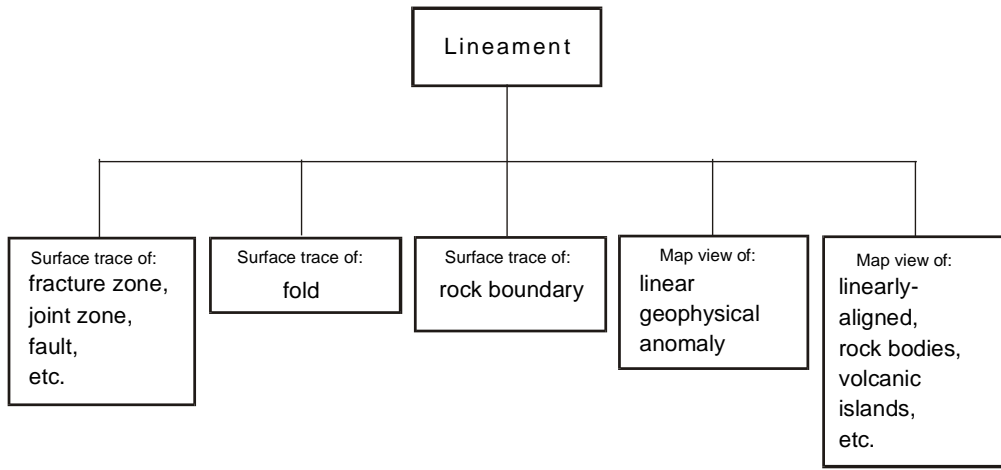 Lineament
Surface trace of:
fracture zone,
joint zone,
fault,
etc.
Surface trace of:
fold
Surface trace of:
rock boundary
Map view of:
linear
geophysical
anomaly
Map view of:
linearly-
aligned,
rock bodies,
volcanic
islands,
etc.